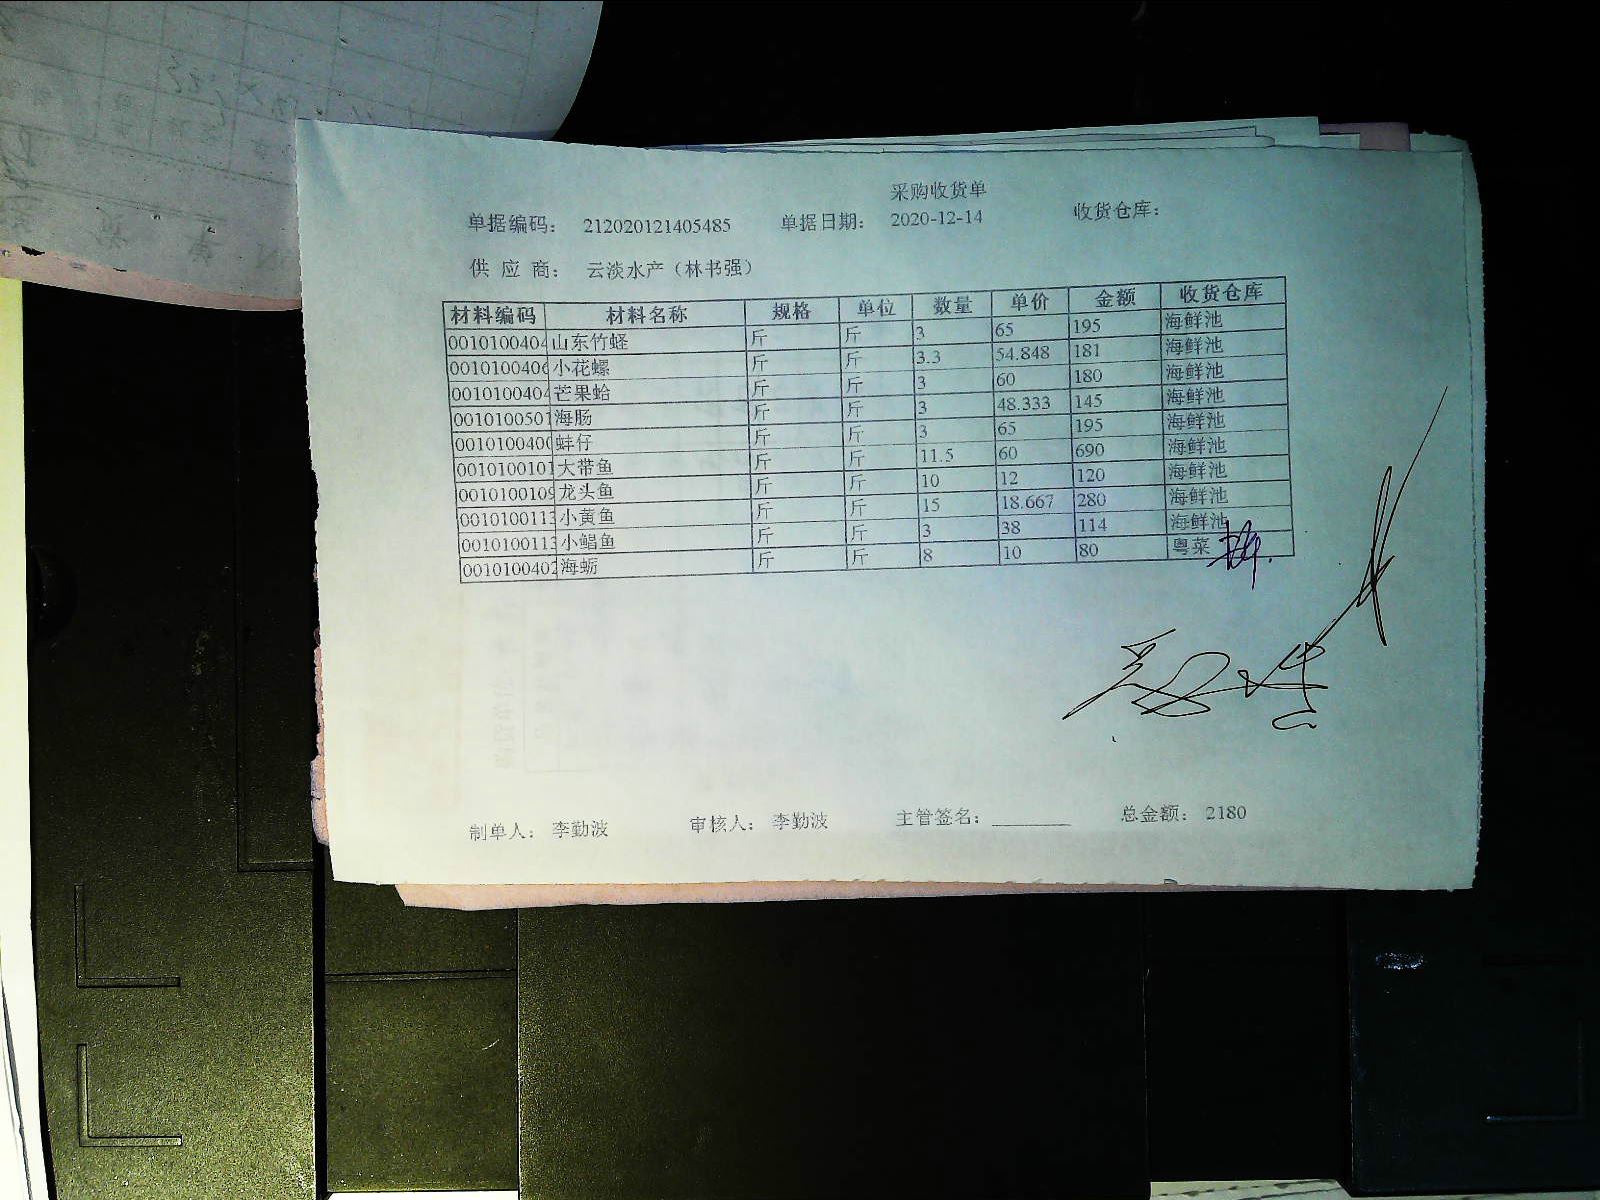 采购收货单
单据编码： 212020121405485 单据日期： 2020-12-14 收货仓库：
供 应 商： 云淡水产（林书强）
材料编码 材料名称 规格 单位 数量 单价 金额 收货仓库
0010100404 山东竹蛏 斤 斤 3 65 195 海鲜池
0010100406 小花螺 斤 斤 3.3 54.848 181 海鲜池
0010100404 芒果蛤 斤 斤 3 60 180 海鲜池
0010100501 海肠 斤 斤 3 48.333 145 海鲜池
0010100400 蚌仔 斤 斤 3 65 195 海鲜池
0010100101 大带鱼 斤 斤 11.5 60 690 海鲜池
0010100109 龙头鱼 斤 斤 10 12 120 海鲜池
0010100113 小黄鱼 斤 斤 15 18.667 280 海鲜池
0010100113 小鲳鱼 斤 斤 3 38 114 海鲜池
0010100402 海蛎 斤 斤 8 10 80 粤菜
制单人： 李勤波 审核人： 李勤波 主管签名： 总金额： 2180